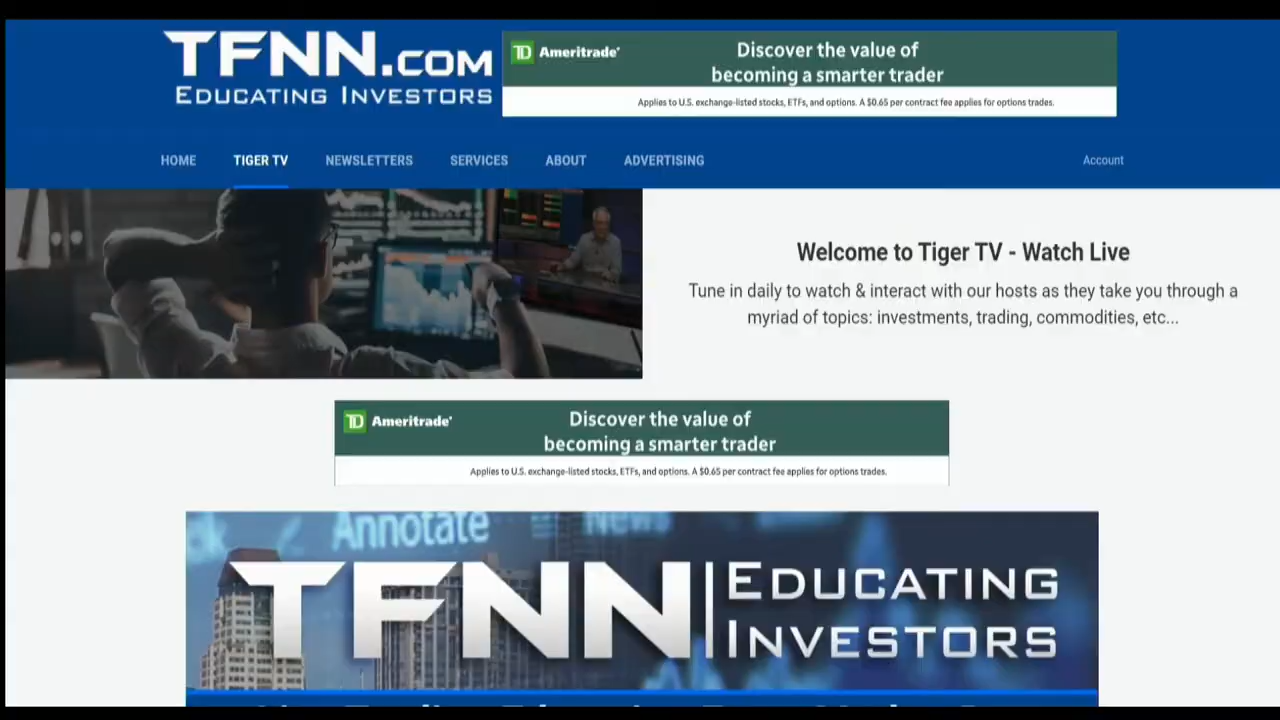 TFNN.COM
EDUCATING INVESTORS
TD Ameritrade
Discover the value of
becoming a smarter trader
Applies to U.S. exchange-listed stocks, ETFs, and options. A $0.65 per contract fee applies for options trades.
HOME TIGER TV NEWSLETTERS SERVICES ABOUT ADVERTISING Account
Welcome to Tiger TV - Watch Live
Tune in daily to watch & interact with our hosts as they take you through a
myriad of topics: investments, trading, commodities, etc...
TD Ameritrade
Discover the value of
becoming a smarter trader
Applies to U.S. exchange-listed stocks, ETFs, and options. A $0.65 per contract fee applies for options trades.
Annotate News
TFNN EDUCATING
INVESTORS